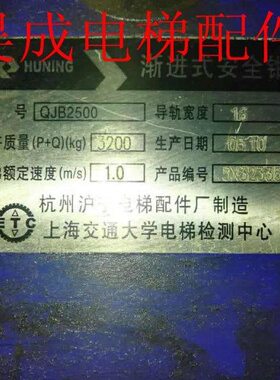 成电梯配件
HUNING
渐进式安全钳
号 QJB2500 导轨宽度 16
质量(P+Q)(kg) 3200 生产日期
额定速度(m/s) 1.0 产品编号
杭州沪宁电梯配件厂制造
ETC
上海交通大学电梯检测中心